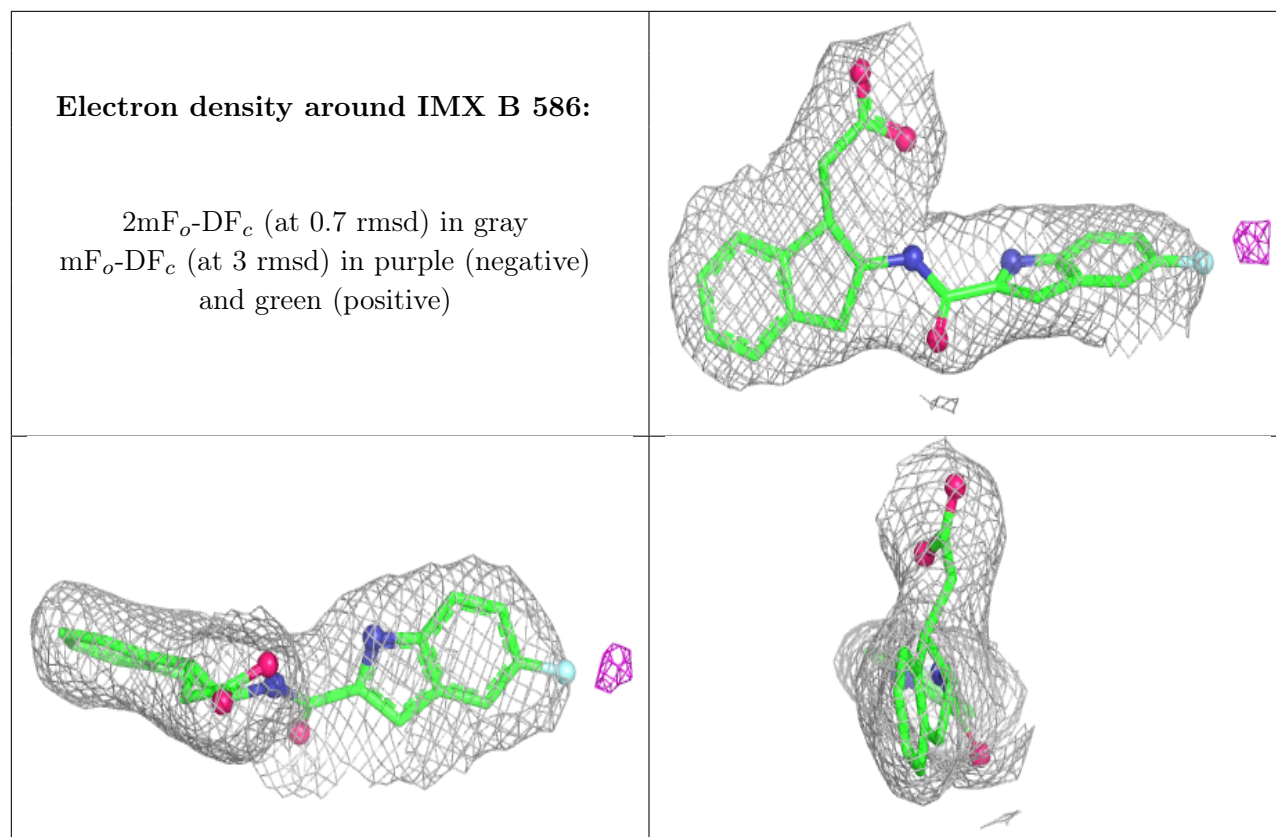 Electron density around IMX B 586:
2mFo-DFc (at 0.7 rmsd) in gray
mFo-DFc (at 3 rmsd) in purple (negative)
and green (positive)